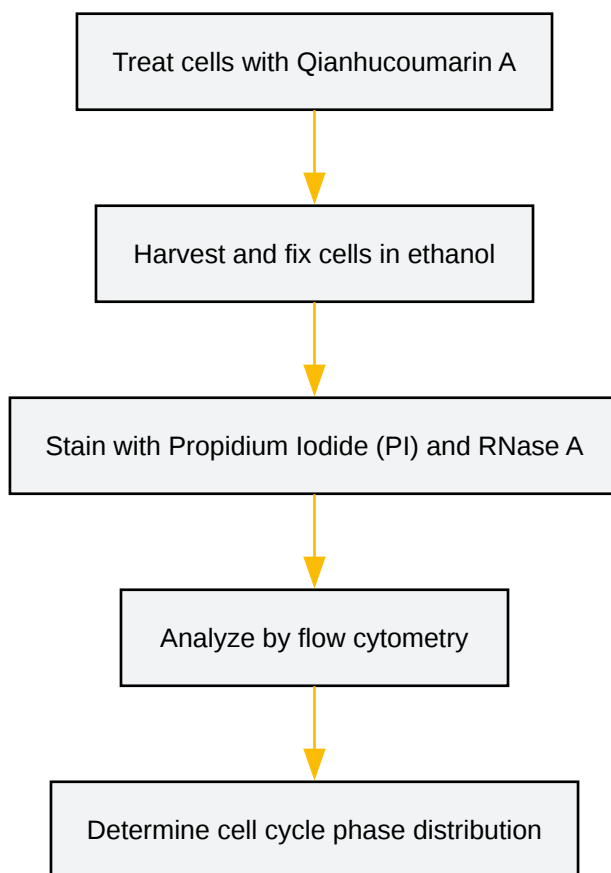 Treat cells with Qianhucoumarin A
Harvest and fix cells in ethanol
Stain with Propidium Iodide (PI) and RNase A
Analyze by flow cytometry
Determine cell cycle phase distribution